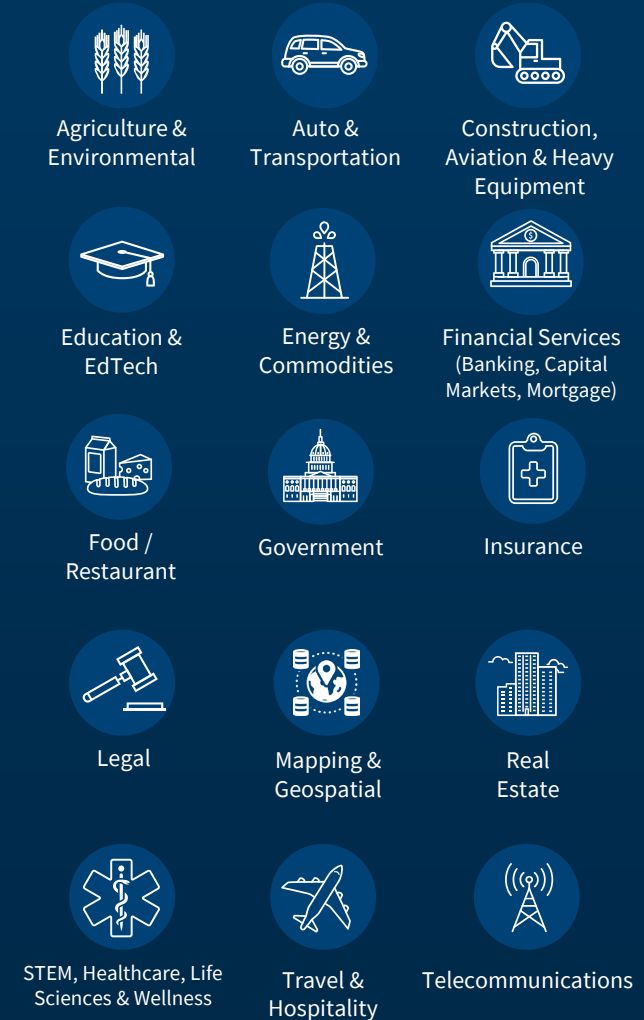 Agriculture &
Environmental
Auto &
Transportation
Construction,
Aviation & Heavy
Equipment
Education &
EdTech
Energy &
Commodities
$
Financial Services
(Banking, Capital
Markets, Mortgage)
Food /
Restaurant
Government
Insurance
Legal
Mapping &
Geospatial
Real
Estate
STEM, Healthcare, Life
Sciences & Wellness
Travel &
Hospitality
Telecommunications